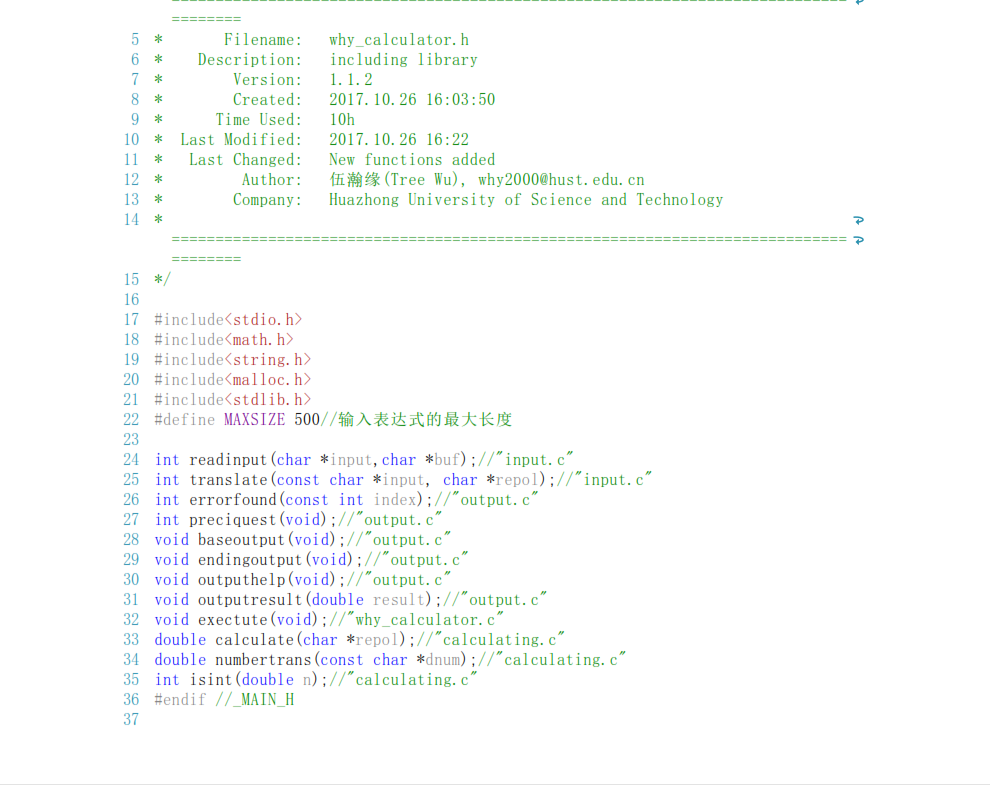 =============================================================================
========
5 * Filename: why_calculator.h
6 * Description: including library
7 * Version: 1.1.2
8 * Created: 2017.10.26 16:03:50
9 * Time Used: 10h
10 * Last Modified: 2017.10.26 16:22
11 * Last Changed: New functions added
12 * Author: 伍瀚缘(Tree Wu), why2000@hust.edu.cn
13 * Company: Huazhong University of Science and Technology
14 *
=============================================================================
========
15 */
16
17 #include<stdio.h>
18 #include<math.h>
19 #include<string.h>
20 #include<malloc.h>
21 #include<stdlib.h>
22 #define MAXSIZE 500//输入表达式的最大长度
23
24 int readinput(char *input,char *buf);//"input.c"
25 int translate(const char *input, char *repol);//"input.c"
26 int errorfound(const int index);//"output.c"
27 int preciquest(void);//"output.c"
28 void baseoutput(void);//"output.c"
29 void endingoutput(void);//"output.c"
30 void outputhelp(void);//"output.c"
31 void outputresult(double result);//"output.c"
32 void exectute(void);//"why_calculator.c"
33 double calculate(char *repol);//"calculating.c"
34 double numbertrans(const char *dnum);//"calculating.c"
35 int isint(double n);//"calculating.c"
36 #endif //_MAIN_H
37